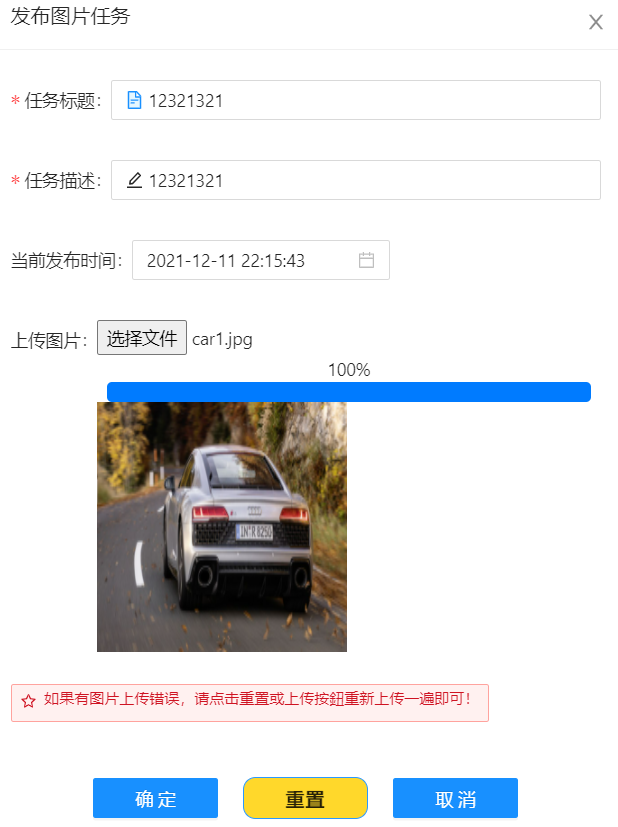 发布图片任务
* 任务标题： 12321321
* 任务描述： 12321321
当前发布时间： 2021-12-11 22:15:43
上传图片： 选择文件 car1.jpg
100%
IN·R 8250
如果有图片上传错误，请点击重置或上传按鈕重新上传一遍即可！
确 定 重置 取 消